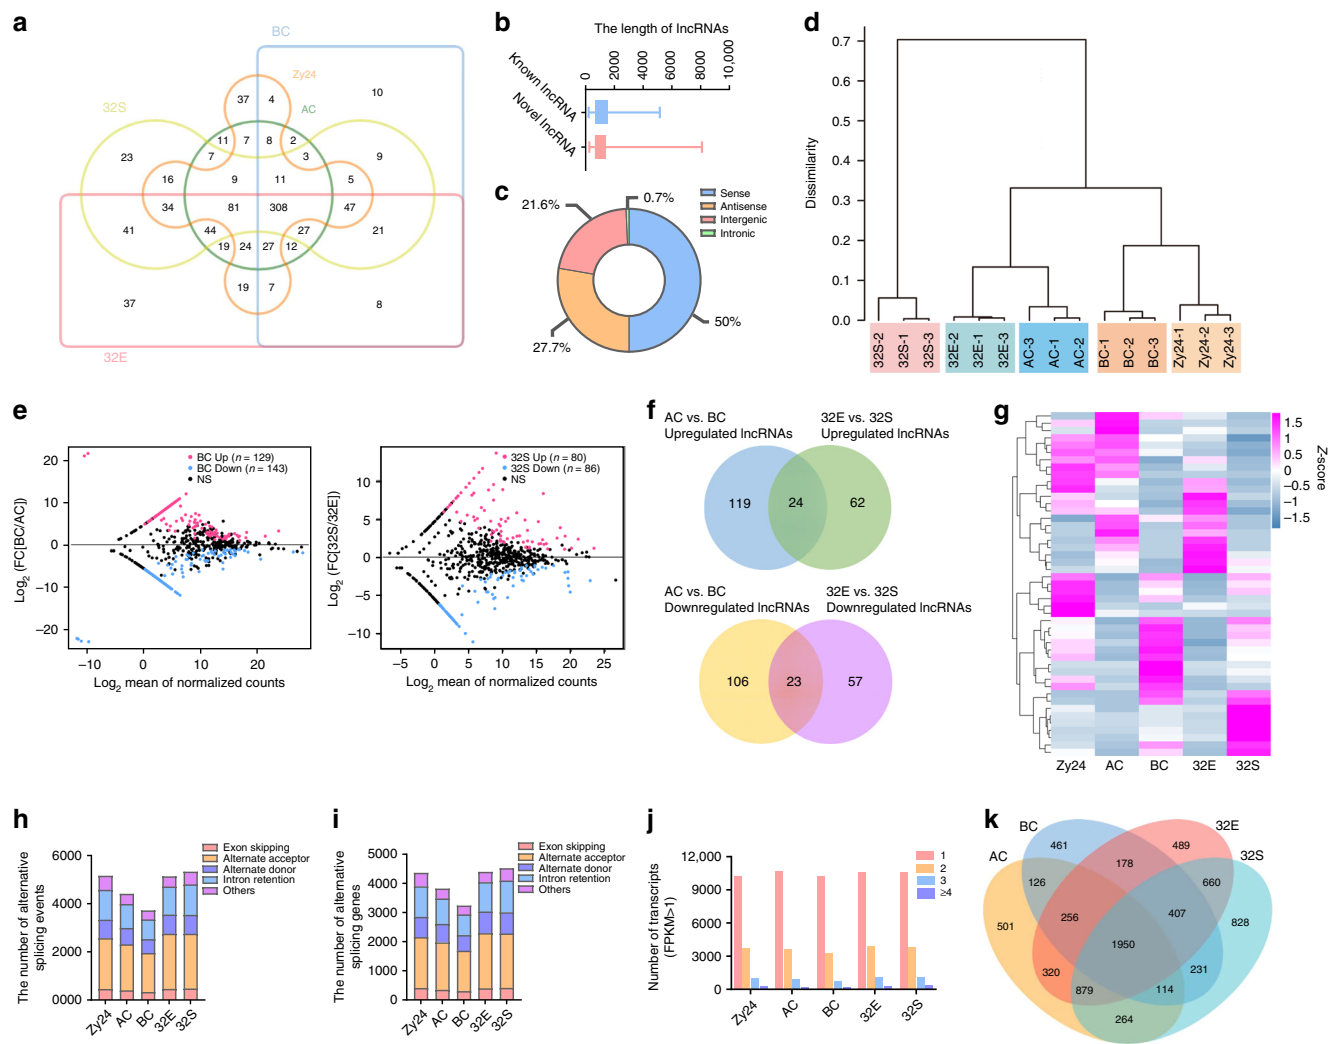 a
BC
Zy24
AC
32S
32E
37 4 10
11 7 8 2
23 7 3 9
16 9 11 5
34 81 308 47
41 44 27 21
19 24 27 12
37 19 7 8
b
The length of lncRNAs
0 2000 4000 6000 8000 10,000
Known lncRNA
Novel lncRNA
c
Sense
Antisense
Intergenic
Intronic
21.6%
0.7%
50%
27.7%
d
Dissimilarity
0.7
0.6
0.5
0.4
0.3
0.2
0.1
0.0
32S-2 32S-1 32S-3 32E-2 32E-1 32E-3 AC-3 AC-1 AC-2 BC-1 BC-2 BC-3 Zy24-1 Zy24-2 Zy24-3
e
Log2 (FC[BC/AC])
20
10
0
−10
−20
BC Up (n = 129)
BC Down (n = 143)
NS
−10 0 10 20
Log2 mean of normalized counts
Log2 (FC[32S/32E])
10
5
0
−5
−10
32S Up (n = 80)
32S Down (n = 86)
NS
−5 0 5 10 15 20 25
Log2 mean of normalized counts
f
AC vs. BC
Upregulated lncRNAs
32E vs. 32S
Upregulated lncRNAs
119 24 62
AC vs. BC
Downregulated lncRNAs
32E vs. 32S
Downregulated lncRNAs
106 23 57
g
1.5
1
0.5
0
−0.5
−1
−1.5
Z-score
Zy24 AC BC 32E 32S
h
The number of alternative
splicing events
6000
4000
2000
0000
Exon skipping
Alternate acceptor
Alternate donor
Intron retention
Others
Zy24 AC BC 32E 32S
i
The number of alternative
splicing genes
5000
4000
3000
2000
1000
0
Exon skipping
Alternate acceptor
Alternate donor
Intron retention
Others
Zy24 AC BC 32E 32S
j
Number of transcripts
(FPKM>1)
12,000
9000
6000
3000
0
1
2
3
≥4
Zy24 AC BC 32E 32S
k
BC
32E
AC
32S
461 489
178
126 660
501 256 407 828
1950
320 231
879 114
264